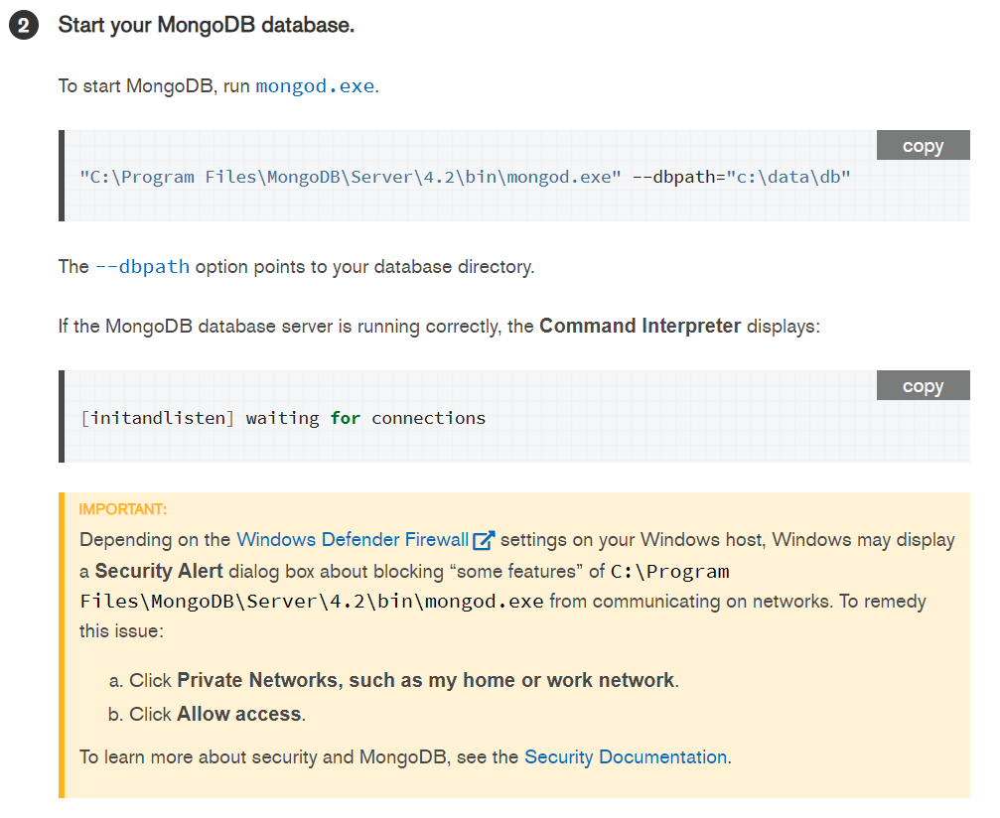 2 Start your MongoDB database.
To start MongoDB, run mongod.exe.
copy
"C:\Program Files\MongoDB\Server\4.2\bin\mongod.exe" --dbpath="c:\data\db"
The --dbpath option points to your database directory.
If the MongoDB database server is running correctly, the Command Interpreter displays:
copy
[initandlisten] waiting for connections
IMPORTANT:
Depending on the Windows Defender Firewall settings on your Windows host, Windows may display
a Security Alert dialog box about blocking “some features” of C:\Program
Files\MongoDB\Server\4.2\bin\mongod.exe from communicating on networks. To remedy
this issue:
a. Click Private Networks, such as my home or work network.
b. Click Allow access.
To learn more about security and MongoDB, see the Security Documentation.